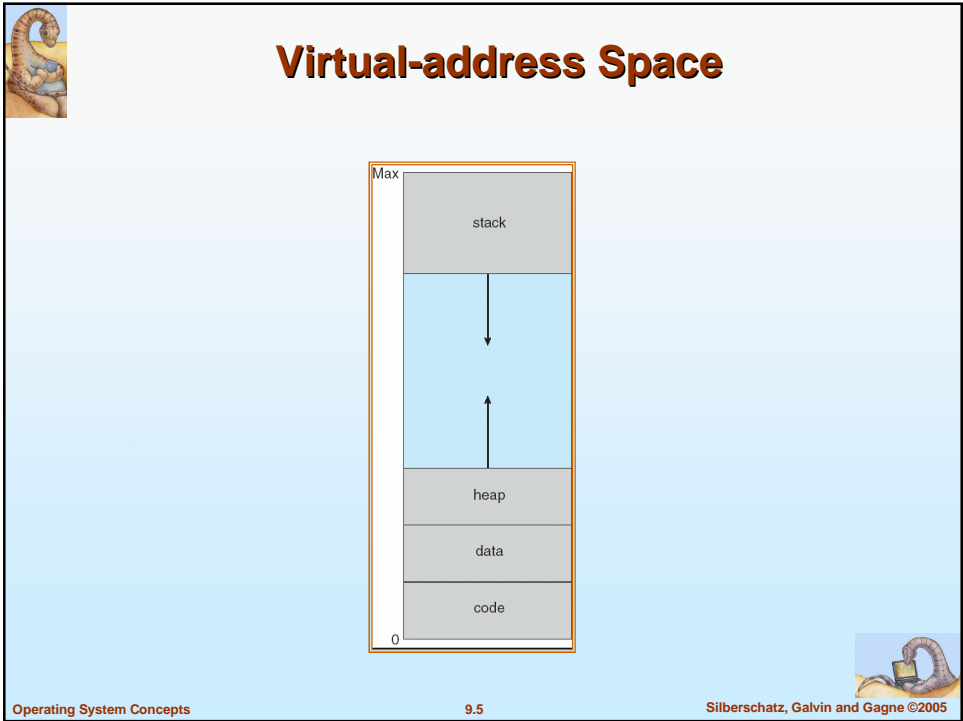 Virtual-address Space
Max
stack
heap
data
code
0
Operating System Concepts
9.5
Silberschatz, Galvin and Gagne ©2005